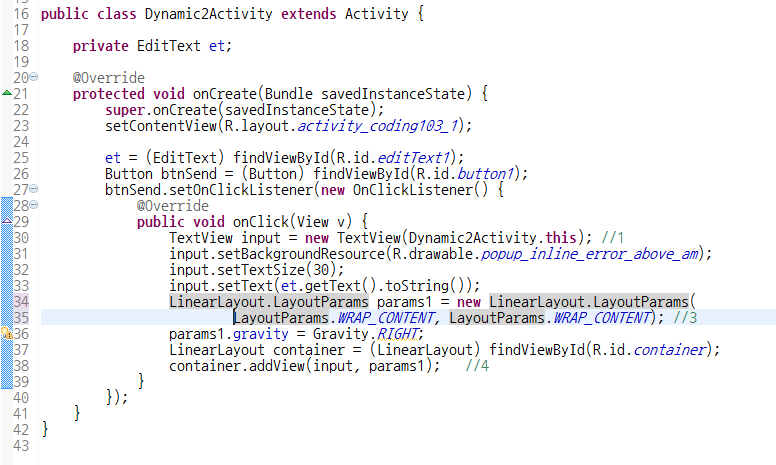 16 public class Dynamic2Activity extends Activity {
17
18     private EditText et;
19
20     @Override
21     protected void onCreate(Bundle savedInstanceState) {
22         super.onCreate(savedInstanceState);
23         setContentView(R.layout.activity_coding103_1);
24
25         et = (EditText) findViewById(R.id.editText1);
26         Button btnSend = (Button) findViewById(R.id.button1);
27         btnSend.setOnClickListener(new OnClickListener() {
28             @Override
29             public void onClick(View v) {
30                 TextView input = new TextView(Dynamic2Activity.this); //1
31                 input.setBackgroundResource(R.drawable.popup_inline_error_above_am);
32                 input.setTextSize(30);
33                 input.setText(et.getText().toString());
34                 LinearLayout.LayoutParams params1 = new LinearLayout.LayoutParams(
35                         LayoutParams.WRAP_CONTENT, LayoutParams.WRAP_CONTENT); //3
36                 params1.gravity = Gravity.RIGHT;
37                 LinearLayout container = (LinearLayout) findViewById(R.id.container);
38                 container.addView(input, params1);   //4
39             }
40         });
41     }
42 }
43